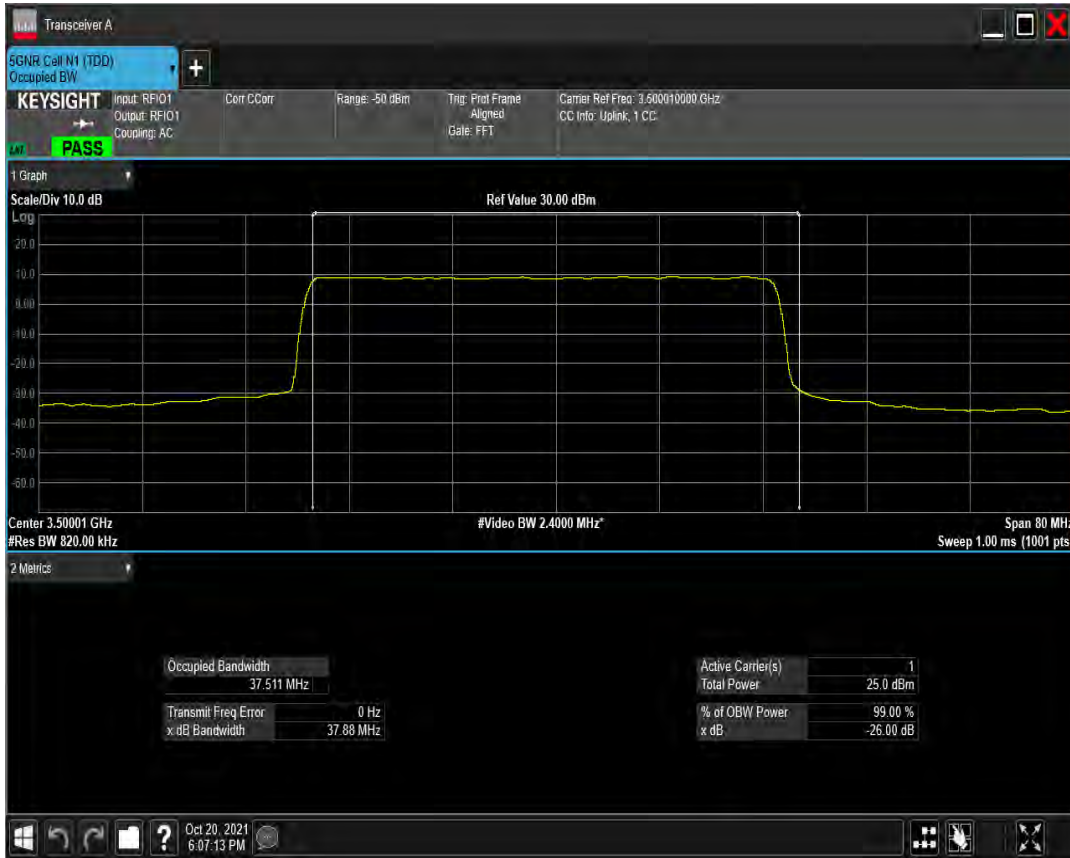 Transceiver A
5GNR Cell N1 (TDD)
Occupied BW
+
KEYSIGHT
Input: RFIO1
Output: RFIO1
Coupling: AC
Corr CCorr
Range: -50 dBm
Trig: Prot Frame
Aligned
Gate: FFT
Carrier Ref Freq: 3.500010000 GHz
CC Info: Uplink, 1 CC
PASS
1 Graph
Scale/Div 10.0 dB
Ref Value 30.00 dBm
Log
20.0
10.0
0.00
-10.0
-20.0
-30.0
-40.0
-50.0
-60.0
Center 3.50001 GHz
#Video BW 2.4000 MHz*
Span 80 MHz
#Res BW 820.00 kHz
Sweep 1.00 ms (1001 pts
2 Metrics
Occupied Bandwidth
37.511 MHz
Transmit Freq Error 0 Hz
x dB Bandwidth 37.88 MHz
Active Carrier(s) 1
Total Power 25.0 dBm
% of OBW Power 99.00 %
x dB -26.00 dB
?
Oct 20, 2021
6:07:13 PM